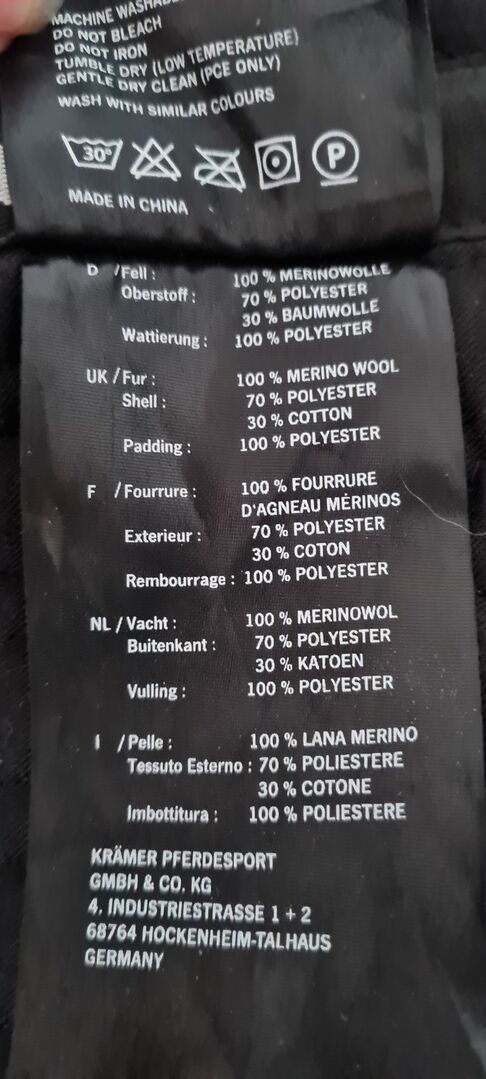 MACHINE WASHABLE
DO NOT BLEACH
DO NOT IRON
TUMBLE DRY (LOW TEMPERATURE)
GENTLE DRY CLEAN (PCE ONLY)
WASH WITH SIMILAR COLOURS
30°
P
MADE IN CHINA
D /Fell : 100 % MERINOWOLLE
Oberstoff : 70 % POLYESTER
30 % BAUMWOLLE
Wattierung : 100 % POLYESTER
UK / Fur : 100 % MERINO WOOL
Shell : 70 % POLYESTER
30 % COTTON
Padding : 100 % POLYESTER
F / Fourrure : 100 % FOURRURE
D'AGNEAU MÉRINOS
Exterieur : 70 % POLYESTER
30 % COTON
Rembourrage : 100 % POLYESTER
NL / Vacht : 100 % MERINOWOL
Buitenkant : 70 % POLYESTER
30 % KATOEN
Vulling : 100 % POLYESTER
I / Pelle : 100 % LANA MERINO
Tessuto Esterno : 70 % POLIESTERE
30 % COTONE
Imbottitura : 100 % POLIESTERE
KRÄMER PFERDESPORT
GMBH & CO. KG
4, INDUSTRIESTRASSE 1 + 2
68764 HOCKENHEIM-TALHAUS
GERMANY